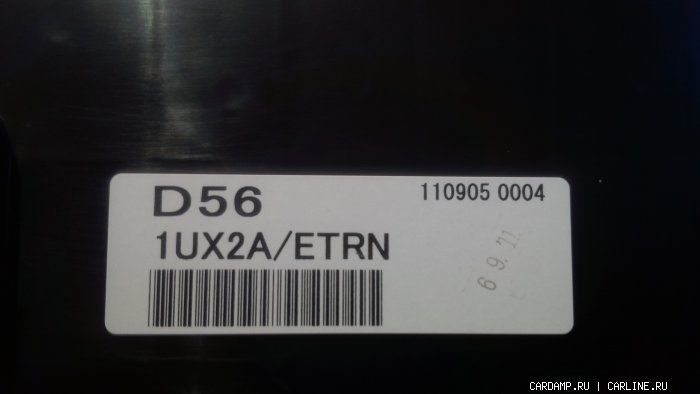 D56
110905 0004
1UX2A/ETRN
6 9. 11.
CARDAMP.RU | CARLINE.RU